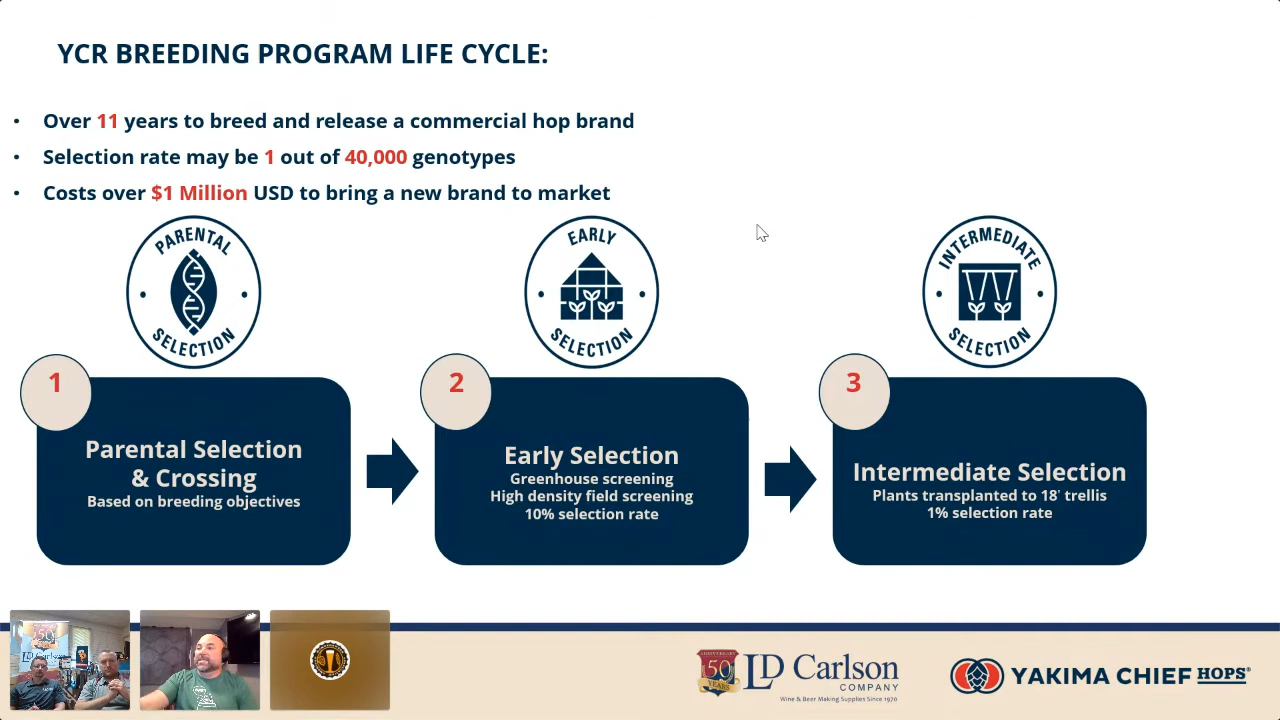 YCR BREEDING PROGRAM LIFE CYCLE:
• Over 11 years to breed and release a commercial hop brand
• Selection rate may be 1 out of 40,000 genotypes
• Costs over $1 Million USD to bring a new brand to market
PARENTAL
SELECTION
EARLY
SELECTION
INTERMEDIATE
SELECTION
1
Parental Selection
& Crossing
Based on breeding objectives
2
Early Selection
Greenhouse screening
High density field screening
10% selection rate
3
Intermediate Selection
Plants transplanted to 18' trellis
1% selection rate
ANNIVERSARY
50
YEARS
LD Carlson
COMPANY
Wine & Beer Making Supplies Since 1970
YAKIMA CHIEF HOPS®